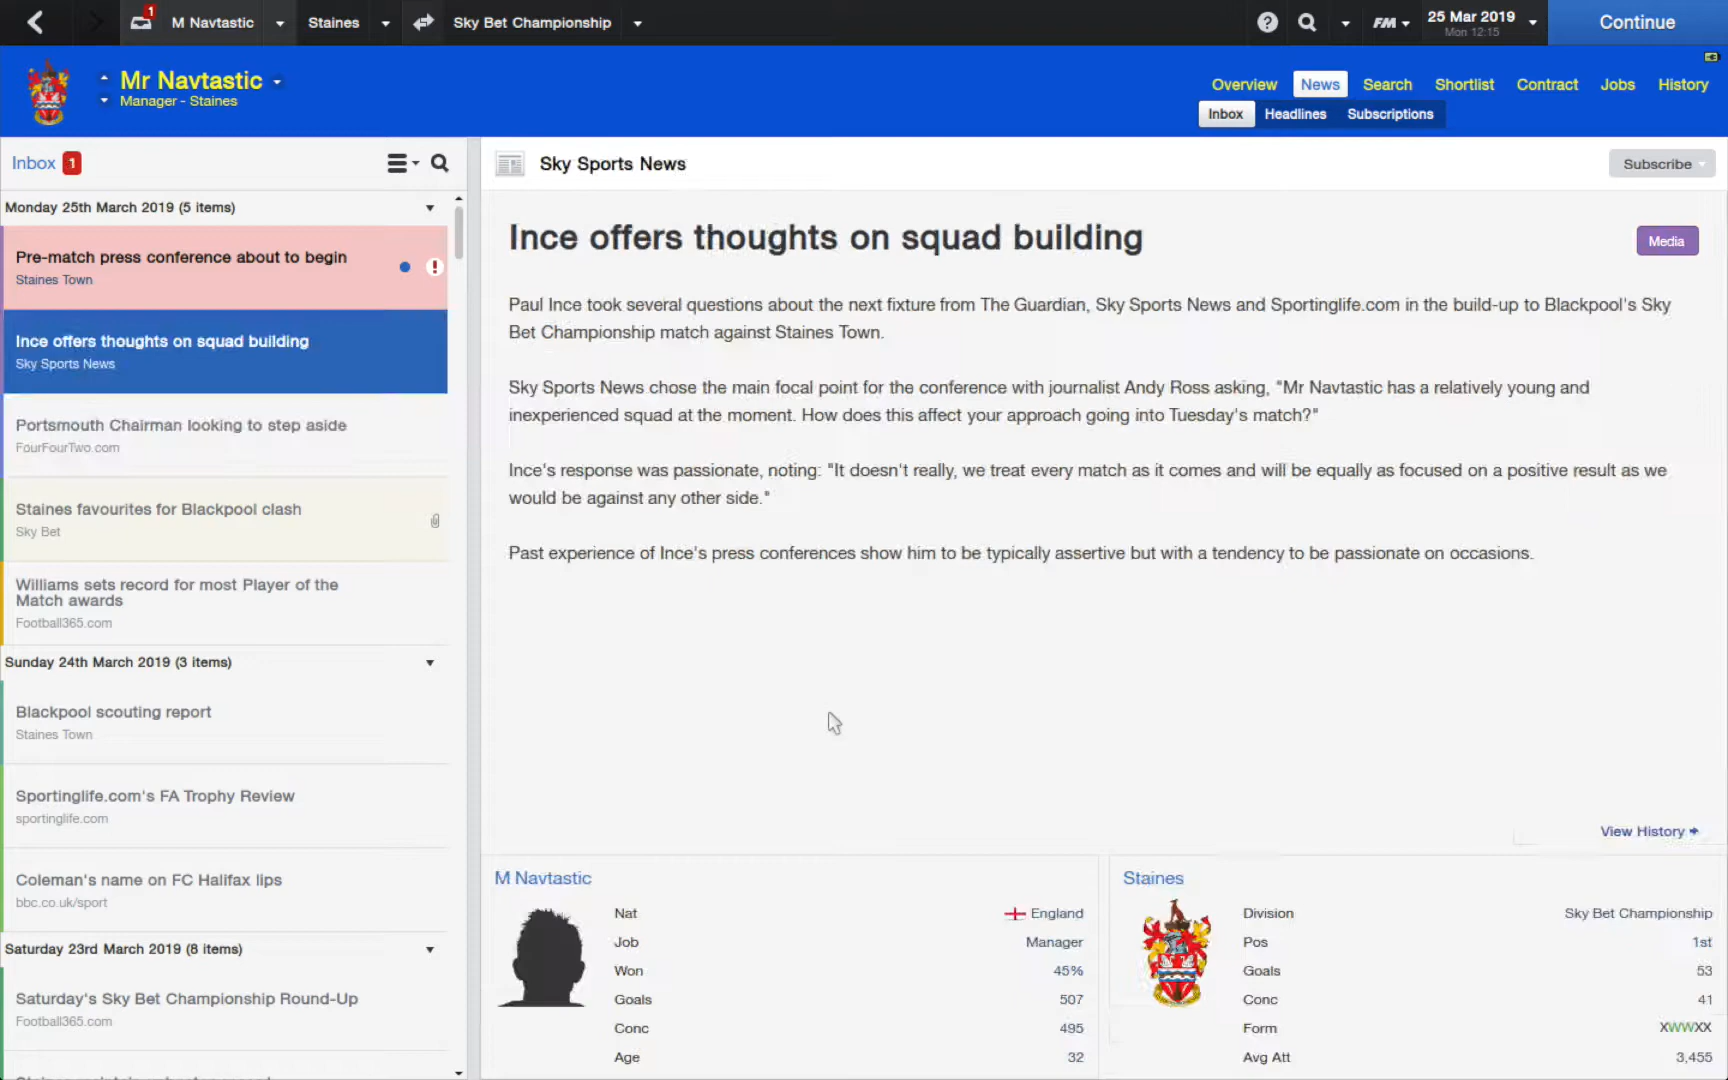 1
M Navtastic
Staines
Sky Bet Championship
?
FM
25 Mar 2019
Mon 12:15
Continue
Mr Navtastic
Manager - Staines
Overview
News
Search
Shortlist
Contract
Jobs
History
Inbox
Headlines
Subscriptions
Inbox 1
Sky Sports News
Subscribe
Monday 25th March 2019 (5 items)
Pre-match press conference about to begin
Staines Town
!
Ince offers thoughts on squad building
Sky Sports News
Portsmouth Chairman looking to step aside
FourFourTwo.com
Staines favourites for Blackpool clash
Sky Bet
Williams sets record for most Player of the
Match awards
Football365.com
Sunday 24th March 2019 (3 items)
Blackpool scouting report
Staines Town
Sportinglife.com's FA Trophy Review
sportinglife.com
Coleman's name on FC Halifax lips
bbc.co.uk/sport
Saturday 23rd March 2019 (8 items)
Saturday's Sky Bet Championship Round-Up
Football365.com
Ince offers thoughts on squad building
Media
Paul Ince took several questions about the next fixture from The Guardian, Sky Sports News and Sportinglife.com in the build-up to Blackpool's Sky
Bet Championship match against Staines Town.
Sky Sports News chose the main focal point for the conference with journalist Andy Ross asking, "Mr Navtastic has a relatively young and
inexperienced squad at the moment. How does this affect your approach going into Tuesday's match?"
Ince's response was passionate, noting: "It doesn't really, we treat every match as it comes and will be equally as focused on a positive result as we
would be against any other side."
Past experience of Ince's press conferences show him to be typically assertive but with a tendency to be passionate on occasions.
View History
M Navtastic
Nat England
Job Manager
Won 45%
Goals 507
Conc 495
Age 32
Staines
Division Sky Bet Championship
Pos 1st
Goals 53
Conc 41
Form XWWXX
Avg Att 3,455